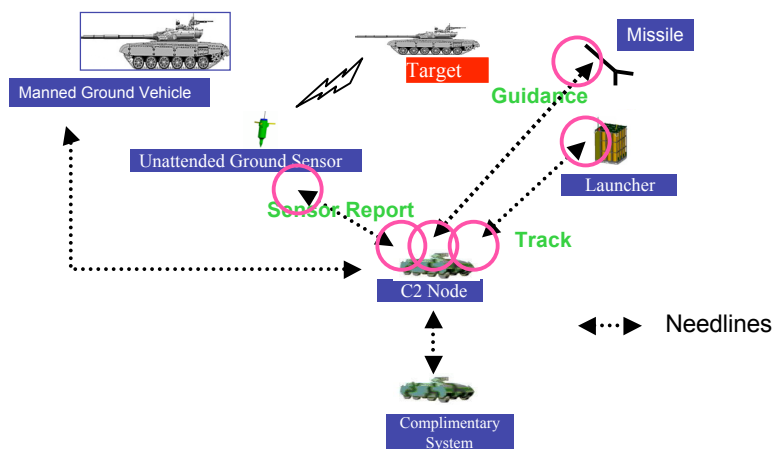 Missile
Target
Manned Ground Vehicle
Guidance
Unattended Ground Sensor
Launcher
Sensor Report
Track
C2 Node
Needlines
Complimentary
System